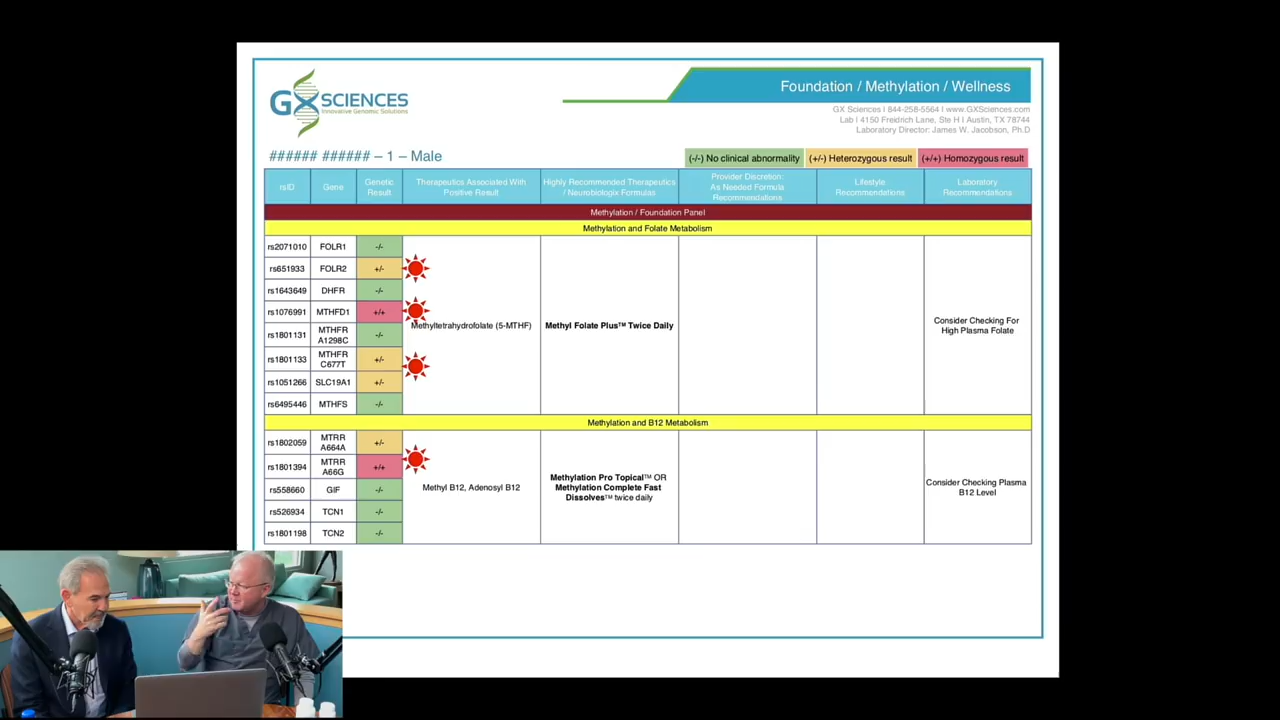 GX SCIENCES
Innovative Genomic Solutions
Foundation / Methylation / Wellness
GX Sciences | 844-258-5564 | www.GXSciences.com
Lab | 4150 Freidrich Lane, Ste H | Austin, TX 78744
Laboratory Director: James W. Jacobson, Ph.D
###### ###### – 1 – Male
(-/-) No clinical abnormality (+/-) Heterozygous result (+/+) Homozygous result
rsID Gene Genetic Result Therapeutics Associated With Positive Result Highly Recommended Therapeutics / Neurobiologix Formulas Provider Discretion: As Needed Formula Recommendations Lifestyle Recommendations Laboratory Recommendations
Methylation / Foundation Panel
Methylation and Folate Metabolism
rs2071010 FOLR1 -/-
rs651933 FOLR2 +/-
rs1643649 DHFR -/-
rs1076991 MTHFD1 +/+
rs1801131 MTHFR A1298C -/-
rs1801133 MTHFR C677T +/-
rs1051266 SLC19A1 +/-
rs6495446 MTHFS -/-
Methyltetrahydrofolate (5-MTHF)
Methyl Folate Plus™ Twice Daily
Consider Checking For
High Plasma Folate
Methylation and B12 Metabolism
rs1802059 MTRR A664A +/-
rs1801394 MTRR A66G +/+
rs558660 GIF -/-
rs526934 TCN1 -/-
rs1801198 TCN2 -/-
Methyl B12, Adenosyl B12
Methylation Pro Topical™ OR
Methylation Complete Fast
Dissolves™ twice daily
Consider Checking Plasma
B12 Level